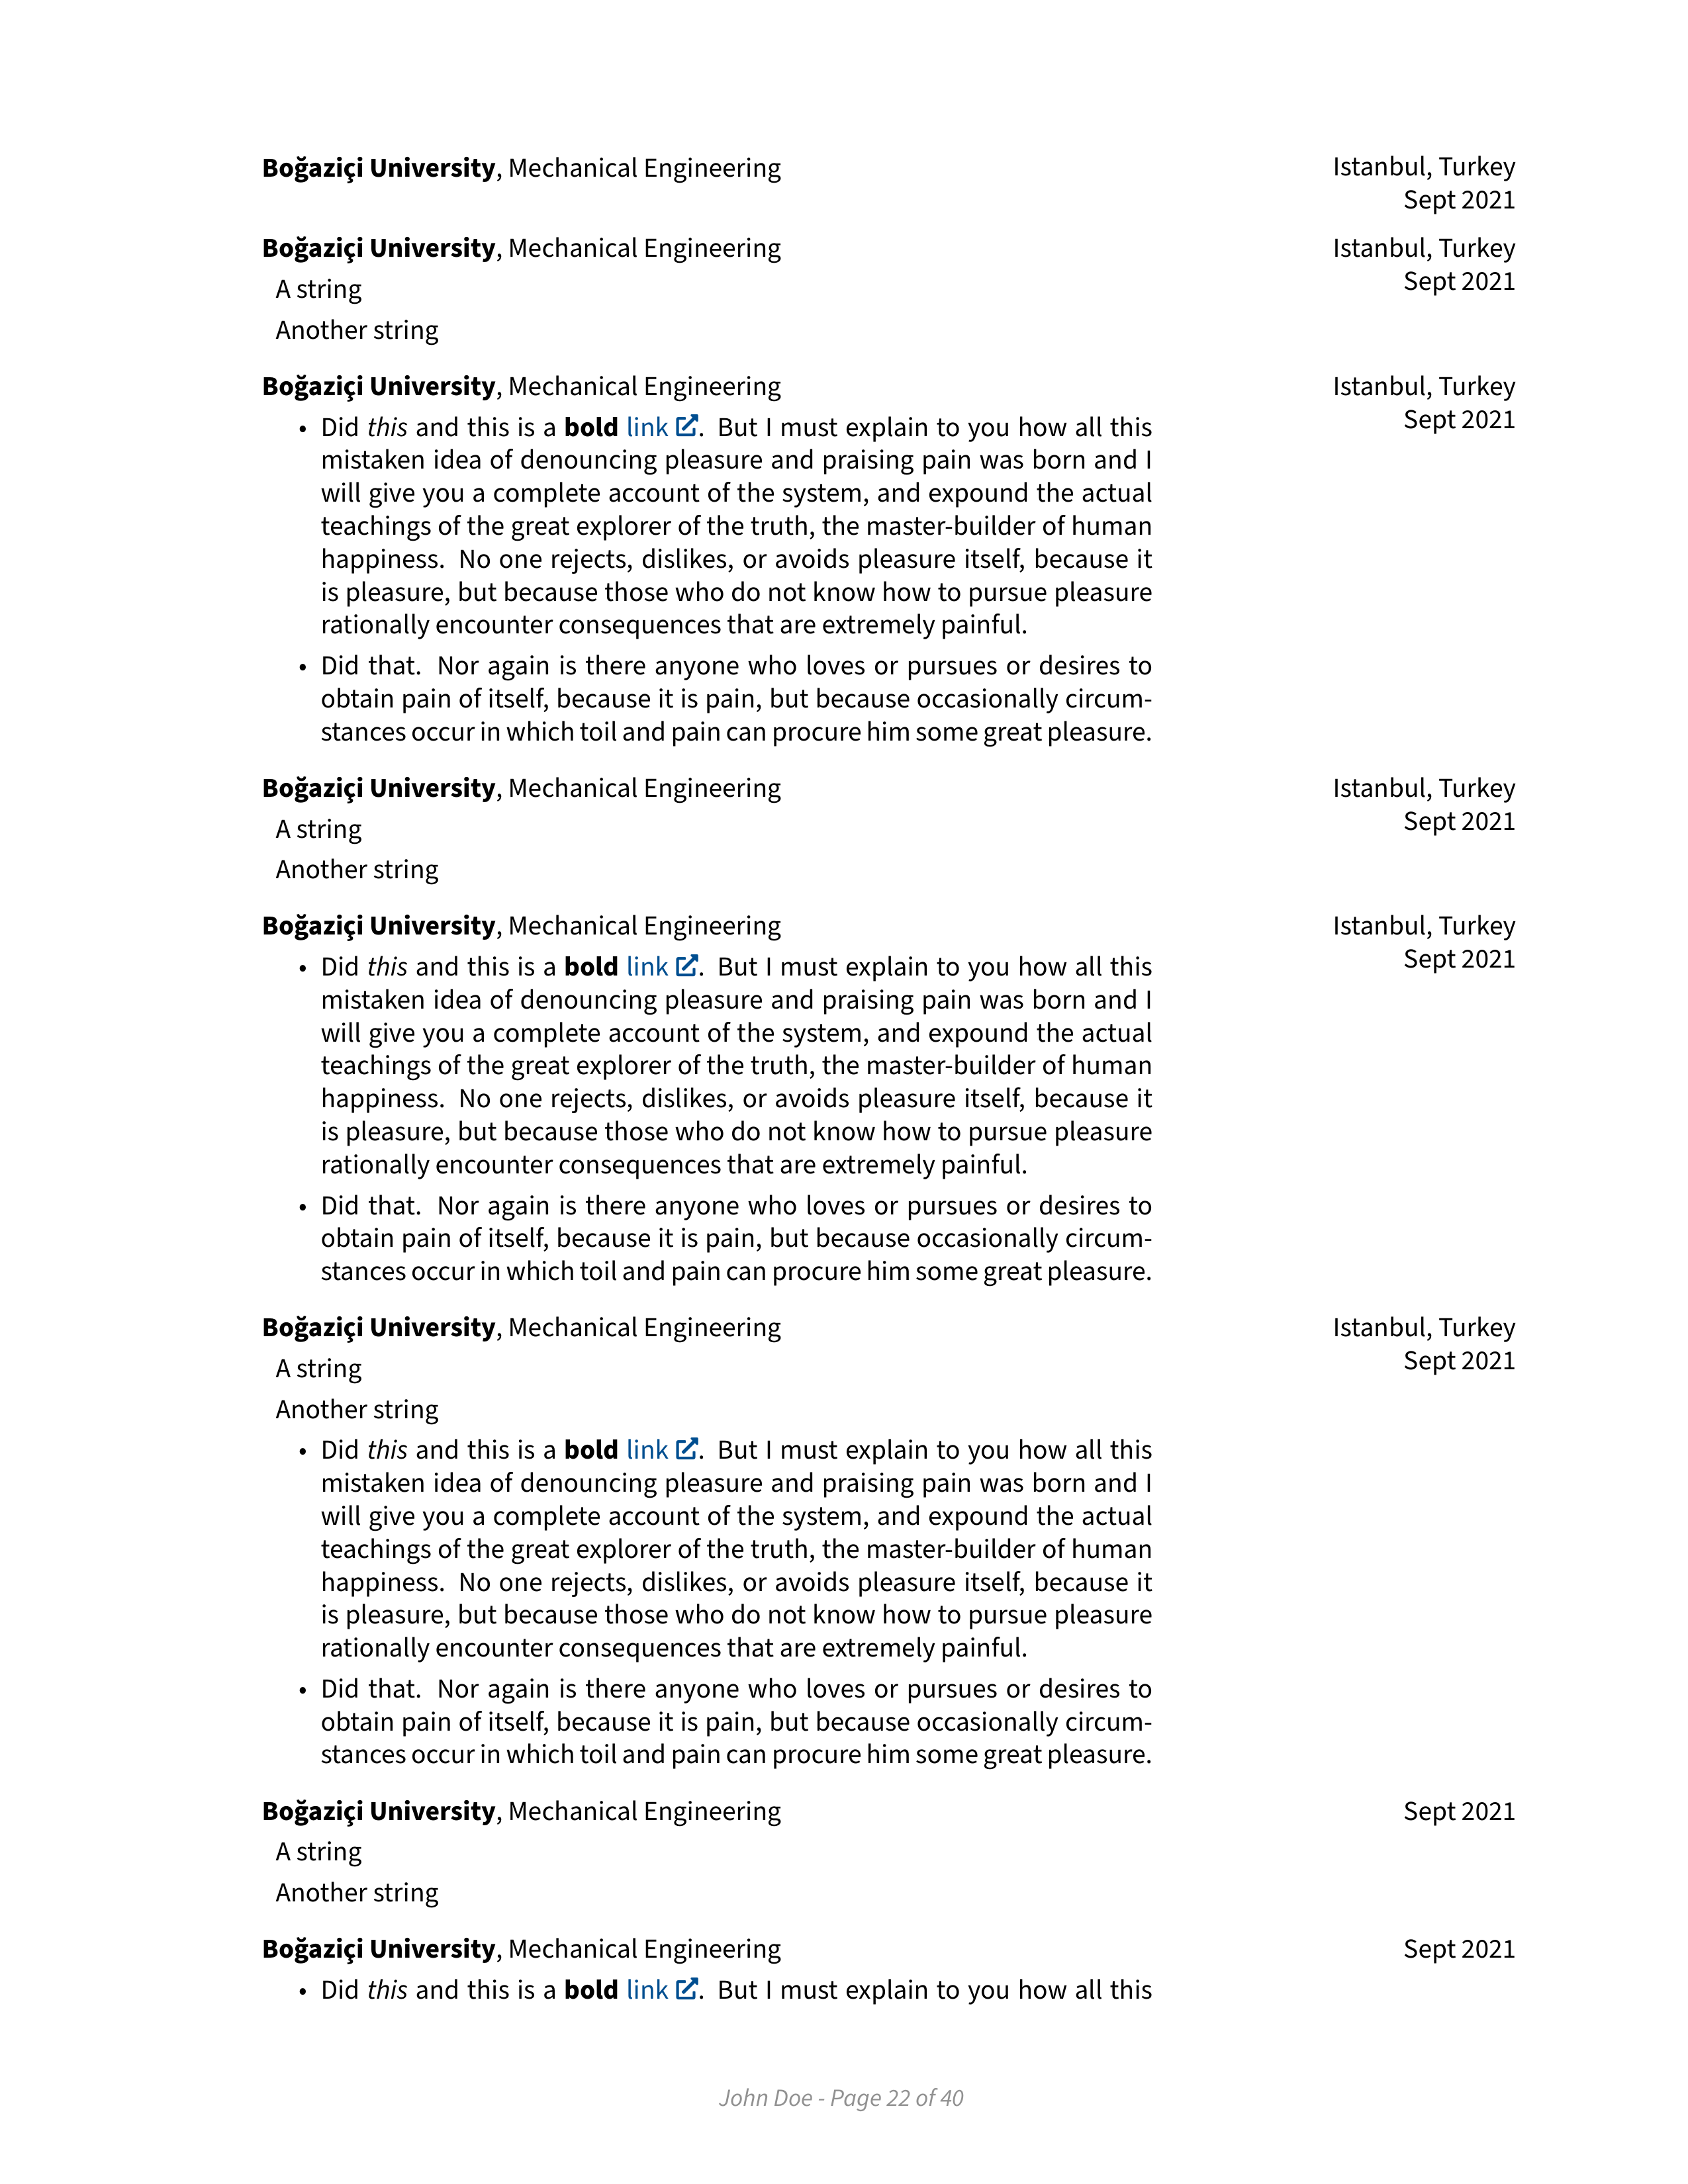 Boğaziçi University, Mechanical Engineering
Istanbul, Turkey
Sept 2021
Boğaziçi University, Mechanical Engineering
Istanbul, Turkey
A string
Sept 2021
Another string
Boğaziçi University, Mechanical Engineering
Istanbul, Turkey
Sept 2021
• Did this and this is a bold link. But I must explain to you how all this
mistaken idea of denouncing pleasure and praising pain was born and I
will give you a complete account of the system, and expound the actual
teachings of the great explorer of the truth, the master-builder of human
happiness. No one rejects, dislikes, or avoids pleasure itself, because it
is pleasure, but because those who do not know how to pursue pleasure
rationally encounter consequences that are extremely painful.
• Did that. Nor again is there anyone who loves or pursues or desires to
obtain pain of itself, because it is pain, but because occasionally circum-
stances occur in which toil and pain can procure him some great pleasure.
Boğaziçi University, Mechanical Engineering
Istanbul, Turkey
A string
Sept 2021
Another string
Boğaziçi University, Mechanical Engineering
Istanbul, Turkey
Sept 2021
• Did this and this is a bold link. But I must explain to you how all this
mistaken idea of denouncing pleasure and praising pain was born and I
will give you a complete account of the system, and expound the actual
teachings of the great explorer of the truth, the master-builder of human
happiness. No one rejects, dislikes, or avoids pleasure itself, because it
is pleasure, but because those who do not know how to pursue pleasure
rationally encounter consequences that are extremely painful.
• Did that. Nor again is there anyone who loves or pursues or desires to
obtain pain of itself, because it is pain, but because occasionally circum-
stances occur in which toil and pain can procure him some great pleasure.
Boğaziçi University, Mechanical Engineering
Istanbul, Turkey
A string
Sept 2021
Another string
• Did this and this is a bold link. But I must explain to you how all this
mistaken idea of denouncing pleasure and praising pain was born and I
will give you a complete account of the system, and expound the actual
teachings of the great explorer of the truth, the master-builder of human
happiness. No one rejects, dislikes, or avoids pleasure itself, because it
is pleasure, but because those who do not know how to pursue pleasure
rationally encounter consequences that are extremely painful.
• Did that. Nor again is there anyone who loves or pursues or desires to
obtain pain of itself, because it is pain, but because occasionally circum-
stances occur in which toil and pain can procure him some great pleasure.
Boğaziçi University, Mechanical Engineering
Sept 2021
A string
Another string
Boğaziçi University, Mechanical Engineering
Sept 2021
• Did this and this is a bold link. But I must explain to you how all this
John Doe - Page 22 of 40